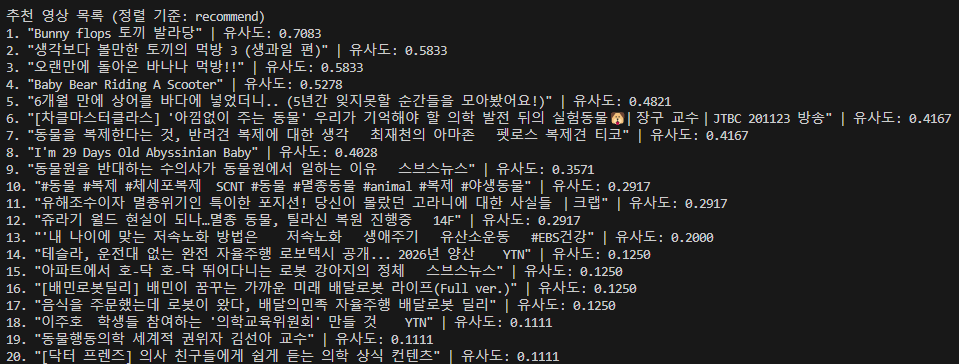 추천 영상 목록 (정렬 기준: recommend)
1. "Bunny flops 토끼 발라당" | 유사도: 0.7083
2. "생각보다 볼만한 토끼의 먹방 3 (생과일 편)" | 유사도: 0.5833
3. "오랜만에 돌아온 바나나 먹방!!" | 유사도: 0.5833
4. "Baby Bear Riding A Scooter" | 유사도: 0.5278
5. "6개월 만에 상어를 바다에 넣었더니.. (5년간 잊지못할 순간들을 모아봤어요!)" | 유사도: 0.4821
6. "[차클마스터클라스] '아낌없이 주는 동물' 우리가 기억해야 할 의학 발전 뒤의 실험동물🙈|장구 교수|JTBC 201123 방송" | 유사도: 0.4167
7. "동물을 복제한다는 것, 반려견 복제에 대한 생각   최재천의 아마존   펫로스 복제견 티코" | 유사도: 0.4167
8. "I'm 29 Days Old Abyssinian Baby" | 유사도: 0.4028
9. "동물원을 반대하는 수의사가 동물원에서 일하는 이유   스브스뉴스" | 유사도: 0.3571
10. "#동물 #복제 #체세포복제  SCNT #동물 #멸종동물 #animal #복제 #야생동물" | 유사도: 0.2917
11. "유해조수이자 멸종위기인 특이한 포지션! 당신이 몰랐던 고라니에 대한 사실들 |크랩" | 유사도: 0.2917
12. "쥬라기 월드 현실이 되나…멸종 동물, 틸라신 복원 진행중   14F" | 유사도: 0.2917
13. "'내 나이에 맞는 저속노화 방법은    저속노화   생애주기   유산소운동   #EBS건강" | 유사도: 0.2000
14. "테슬라, 운전대 없는 완전 자율주행 로보택시 공개... 2026년 양산    YTN" | 유사도: 0.1250
15. "아파트에서 호-닥 호-닥 뛰어다니는 로봇 강아지의 정체   스브스뉴스" | 유사도: 0.1250
16. "[배민로봇딜리] 배민이 꿈꾸는 가까운 미래 배달로봇 라이프(Full ver.)" | 유사도: 0.1250
17. "음식을 주문했는데 로봇이 왔다, 배달의민족 자율주행 배달로봇 딜리" | 유사도: 0.1250
18. "이주호  학생들 참여하는 '의학교육위원회' 만들 것    YTN" | 유사도: 0.1111
19. "동물행동의학 세계적 권위자 김선아 교수" | 유사도: 0.1111
20. "[닥터 프렌즈] 의사 친구들에게 쉽게 듣는 의학 상식 컨텐츠" | 유사도: 0.1111